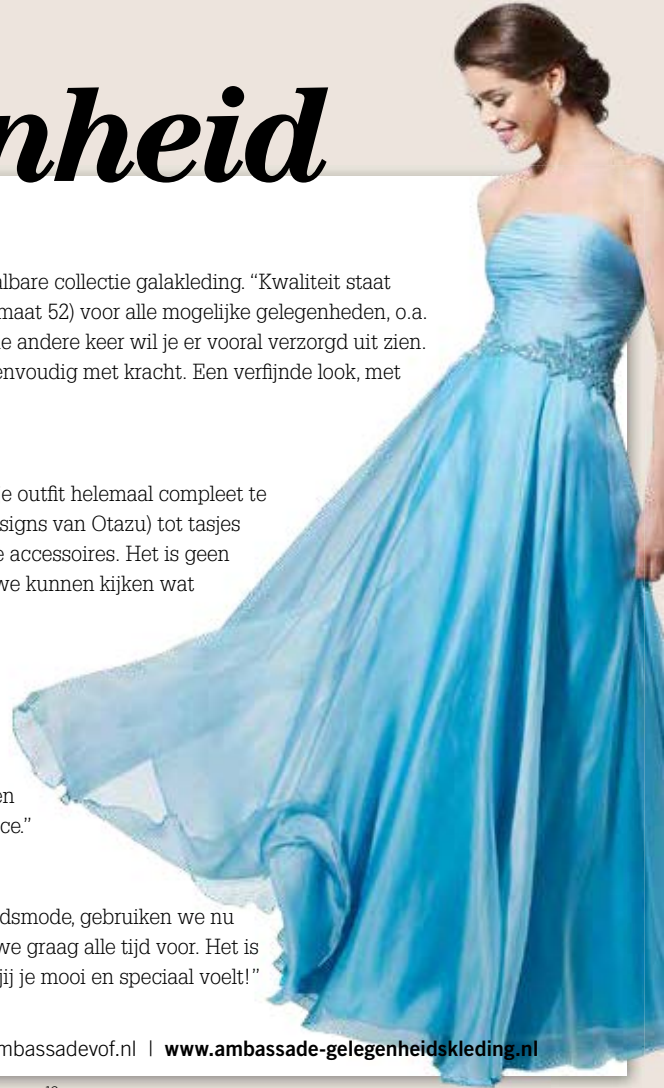 nheid
albare collectie galakleding. “Kwaliteit staat
maat 52) voor alle mogelijke gelegenheden, o.a.
e andere keer wil je er vooral verzorgd uit zien.
envoudig met kracht. Een verfijnde look, met
e outfit helemaal compleet te
signs van Otazu) tot tasjes
e accessoires. Het is geen
we kunnen kijken wat
en
ce.”
dsmode, gebruiken we nu
we graag alle tijd voor. Het is
jij je mooi en speciaal voelt!”
mbassadevof.nl | www.ambassade-gelegenheidskleding.nl